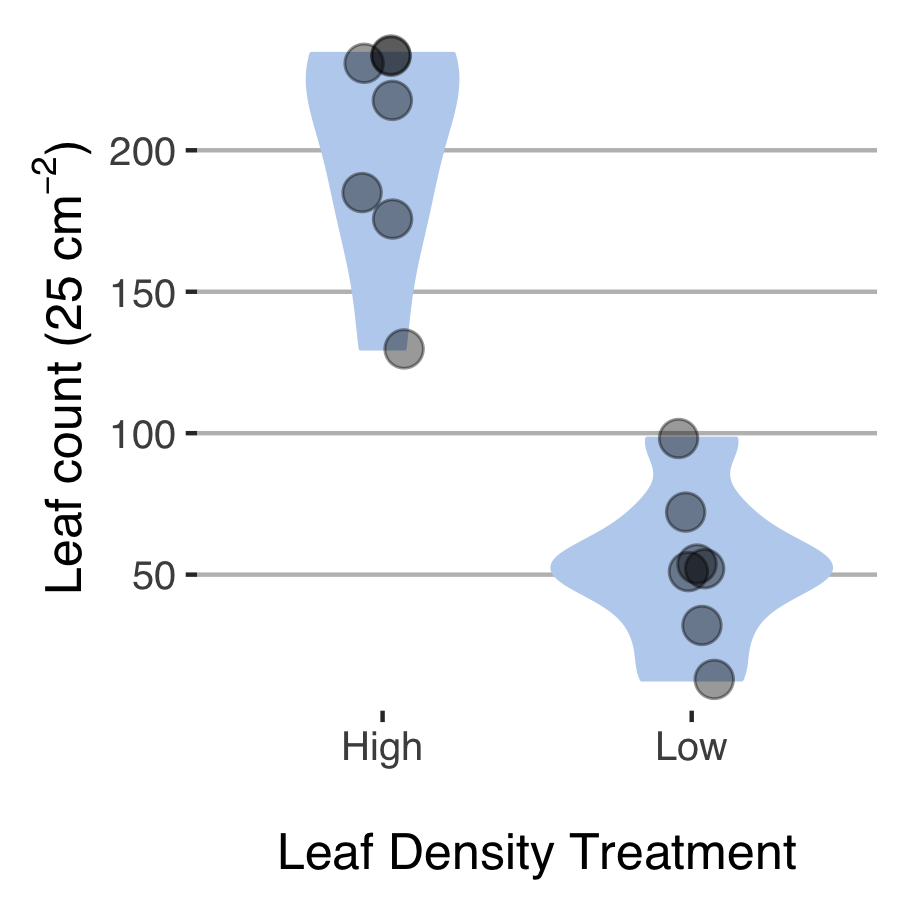 Leaf count (25 cm⁻²)
200
150
100
50
High Low
Leaf Density Treatment